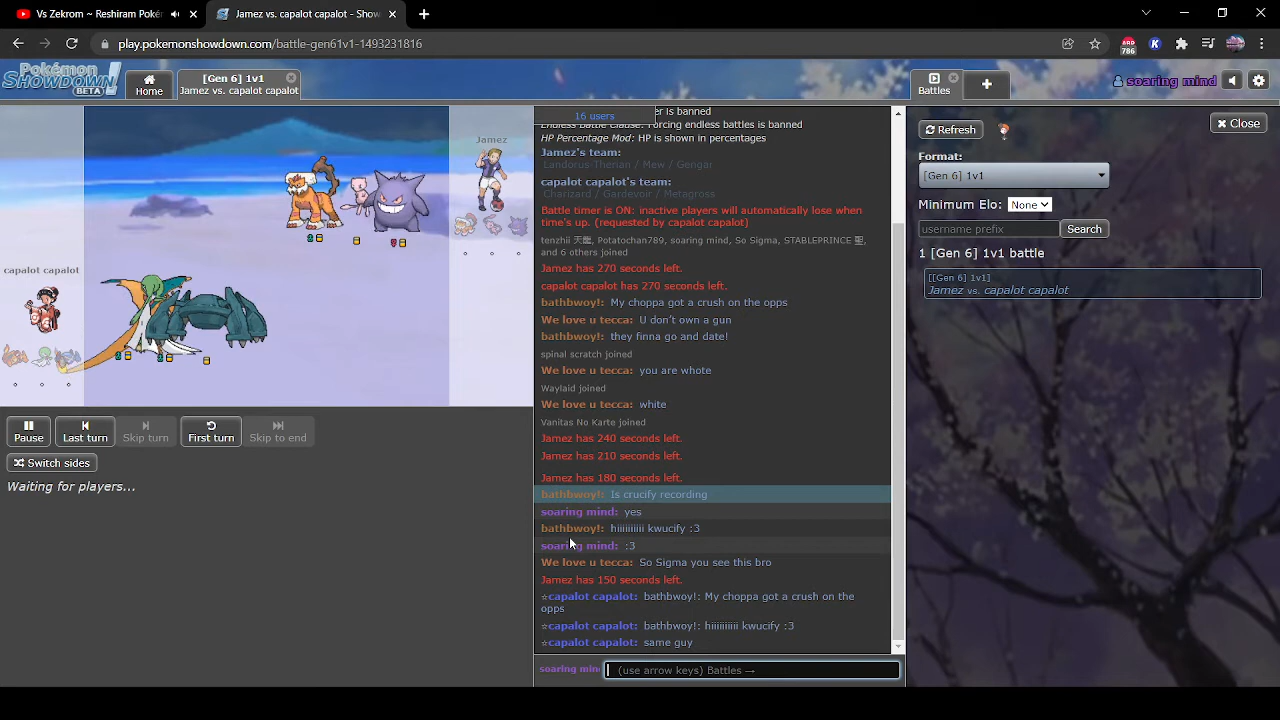 Vs Zekrom ~ Reshiram Poké
Jamez vs. capalot capalot - Show
play.pokemonshowdown.com/battle-gen61v1-1493231816
ABD
786
K
Pokémon
SHOWDOWN!
BETA
Home
[Gen 6] 1v1
Jamez vs. capalot capalot
Battles
soaring mind
capalot capalot
Jamez
Pause
Last turn
Skip turn
First turn
Skip to end
Switch sides
Waiting for players...
16 users
er is banned
Endless Battle Clause: Forcing endless battles is banned
HP Percentage Mod: HP is shown in percentages
Jamez's team:
Landorus-Therian / Mew / Gengar
capalot capalot's team:
Charizard / Gardevoir / Metagross
Battle timer is ON: inactive players will automatically lose when
time's up. (requested by capalot capalot)
tenzhii 天龍, Potatochan789, soaring mind, So Sigma, STABLEPRINCE 聖,
and 6 others joined
Jamez has 270 seconds left.
capalot capalot has 270 seconds left.
bathbwoy!: My choppa got a crush on the opps
We love u tecca: U don't own a gun
bathbwoy!: they finna go and date!
spinal scratch joined
We love u tecca: you are whote
Waylaid joined
We love u tecca: white
Vanitas No Karte joined
Jamez has 240 seconds left.
Jamez has 210 seconds left.
Jamez has 180 seconds left.
bathbwoy!: Is crucify recording
soaring mind: yes
bathbwoy!: hiiiiiiiiii kwucify :3
soaring mind: :3
We love u tecca: So Sigma you see this bro
Jamez has 150 seconds left.
☆capalot capalot: bathbwoy!: My choppa got a crush on the
opps
☆capalot capalot: bathbwoy!: hiiiiiiiiii kwucify :3
☆capalot capalot: same guy
soaring min
(use arrow keys) Battles →
Refresh
Close
Format:
[Gen 6] 1v1
Minimum Elo: None
username prefix
Search
1 [Gen 6] 1v1 battle
[[Gen 6] 1v1]
Jamez vs. capalot capalot